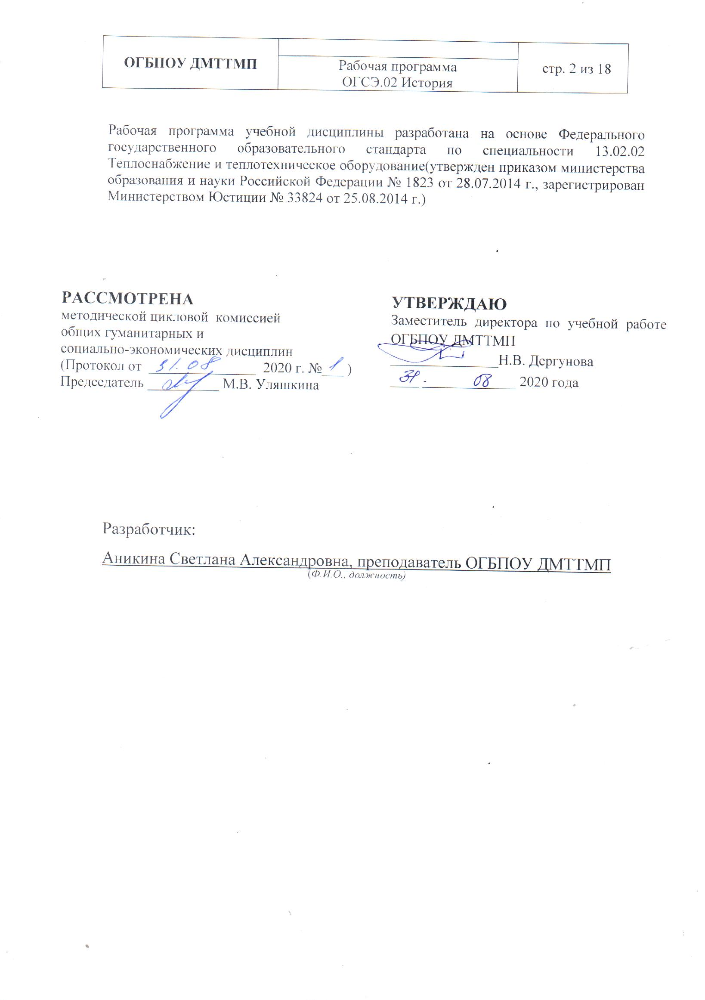 ОГБПОУ ДМТТМП
Рабочая программа
ОГСЭ.02 История
стр. 2 из 18
Рабочая программа учебной дисциплины разработана на основе Федерального
государственного образовательного стандарта по специальности 13.02.02
Теплоснабжение и теплотехническое оборудование(утвержден приказом министерства
образования и науки Российской Федерации № 1823 от 28.07.2014 г., зарегистрирован
Министерством Юстиции № 33824 от 25.08.2014 г.)
РАССМОТРЕНА
методической цикловой комиссией
общих гуманитарных и
социально-экономических дисциплин
(Протокол от 31.08 2020 г. № 1 )
Председатель М.В. Уляшкина
УТВЕРЖДАЮ
Заместитель директора по учебной работе
ОГБПОУ ДМТТМП
Н.В. Дергунова
31. 08 2020 года
Разработчик:
Аникина Светлана Александровна, преподаватель ОГБПОУ ДМТТМП
(Ф.И.О., должность)